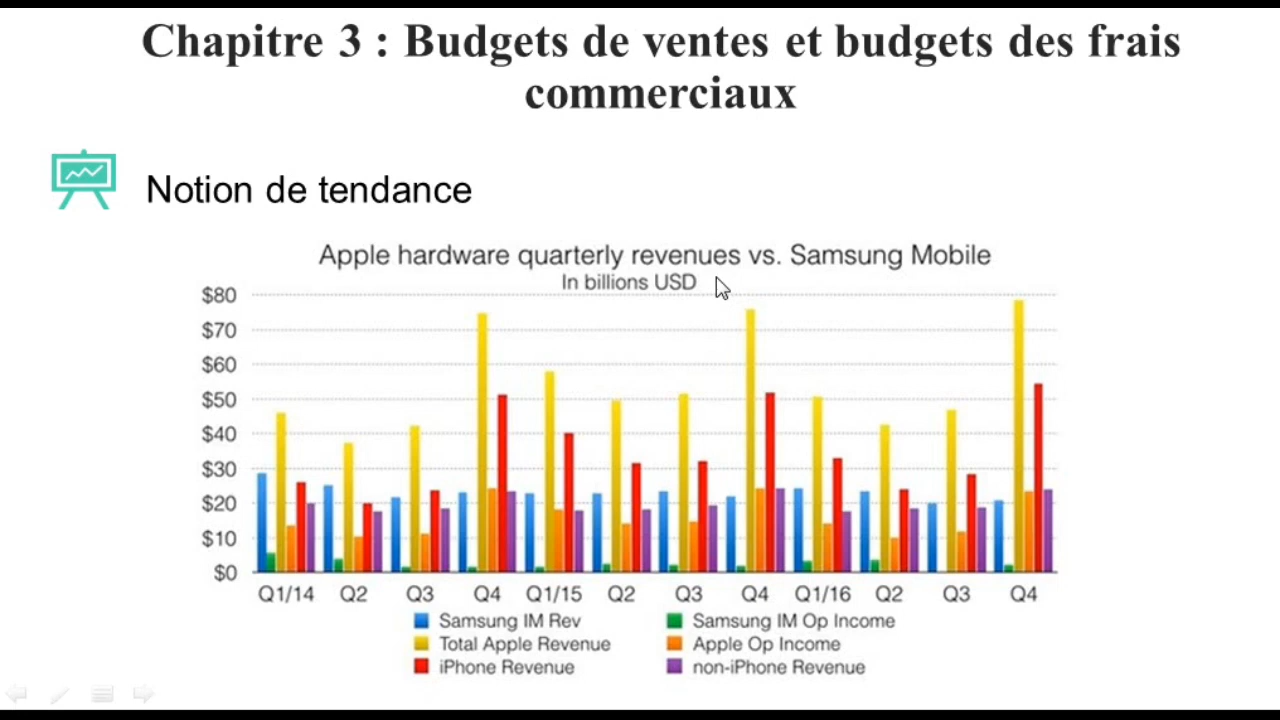 Chapitre 3 : Budgets de ventes et budgets des frais
commerciaux
Notion de tendance
Apple hardware quarterly revenues vs. Samsung Mobile
In billions USD
$80
$70
$60
$50
$40
$30
$20
$10
$0
Q1/14 Q2 Q3 Q4 Q1/15 Q2 Q3 Q4 Q1/16 Q2 Q3 Q4
Samsung IM Rev Samsung IM Op Income
Total Apple Revenue Apple Op Income
iPhone Revenue non-iPhone Revenue